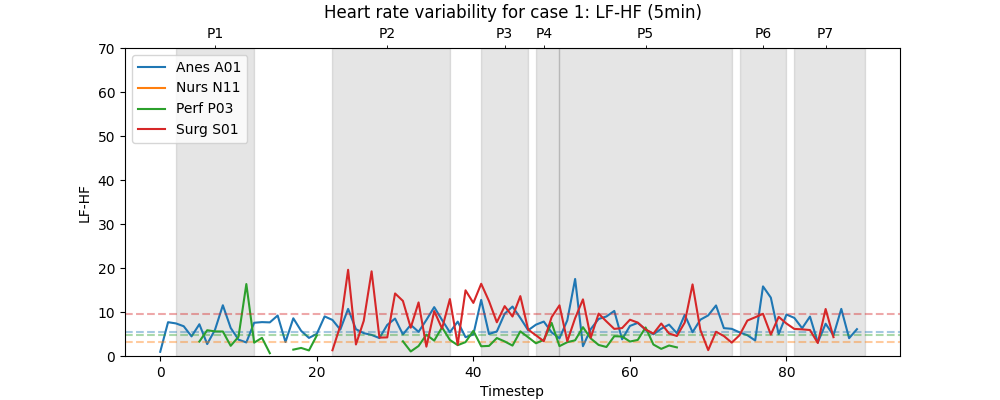 Heart rate variability for case 1: LF-HF (5min)
P1 P2 P3 P4 P5 P6 P7
70
60
50
40
30
20
10
0
LF-HF
Anes A01
Nurs N11
Perf P03
Surg S01
0 20 40 60 80
Timestep